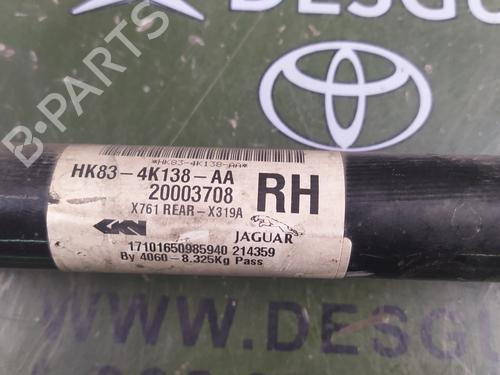 DESGU
B-PARTS
*HK83-4K138-AA*
HK83-4K138-AA
20003708
RH
X761 REAR-X319A
GKN
JAGUAR
17101650985940 214359
By 4060-8.325Kg Pass
WWW.DESGU